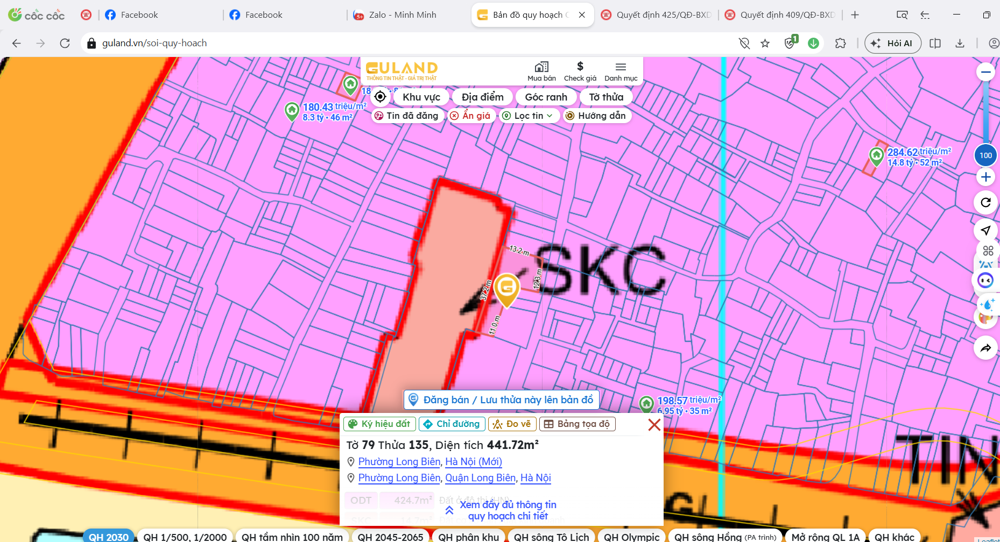 cốc cốc
Facebook
Facebook
Zalo - Minh Minh
Bản đồ quy hoạch
Quyết định 425/QĐ-BXD
Quyết định 409/QĐ-BXD
guland.vn/soi-quy-hoach
1
Hỏi AI
GULAND
THÔNG TIN THẬT - GIÁ TRỊ THẬT
Mua bán
$
Check giá
Danh mục
Khu vực
Địa điểm
Góc ranh
Tờ thửa
Tin đã đăng
Ẩn giá
Lọc tin
Hướng dẫn
180.43 triệu/m²
8.3 tỷ • 46 m²
284.62 triệu/m²
14.8 tỷ • 52 m²
100
13.2 m
SKC
12.3 m
37.2 m
11.0 m
198.57 triệu/m²
6.95 tỷ • 35 m²
Đăng bán / Lưu thửa này lên bản đồ
Ký hiệu đất
Chỉ đường
Đo vẽ
Bảng tọa độ
Tờ 79 Thửa 135, Diện tích 441.72m²
Phường Long Biên, Hà Nội (Mới)
Phường Long Biên, Quận Long Biên, Hà Nội
ODT 424.7m² Đất ở đô thị (HN)
SKC 14.7m²
Xem đầy đủ thông tin
quy hoạch chi tiết
TIN
QH 2030
QH 1/500, 1/2000
QH tầm nhìn 100 năm
QH 2045-2065
QH phân khu
QH sông Tô Lịch
QH Olympic
QH sông Hồng (PA trình)
Mở rộng QL 1A
QH khác